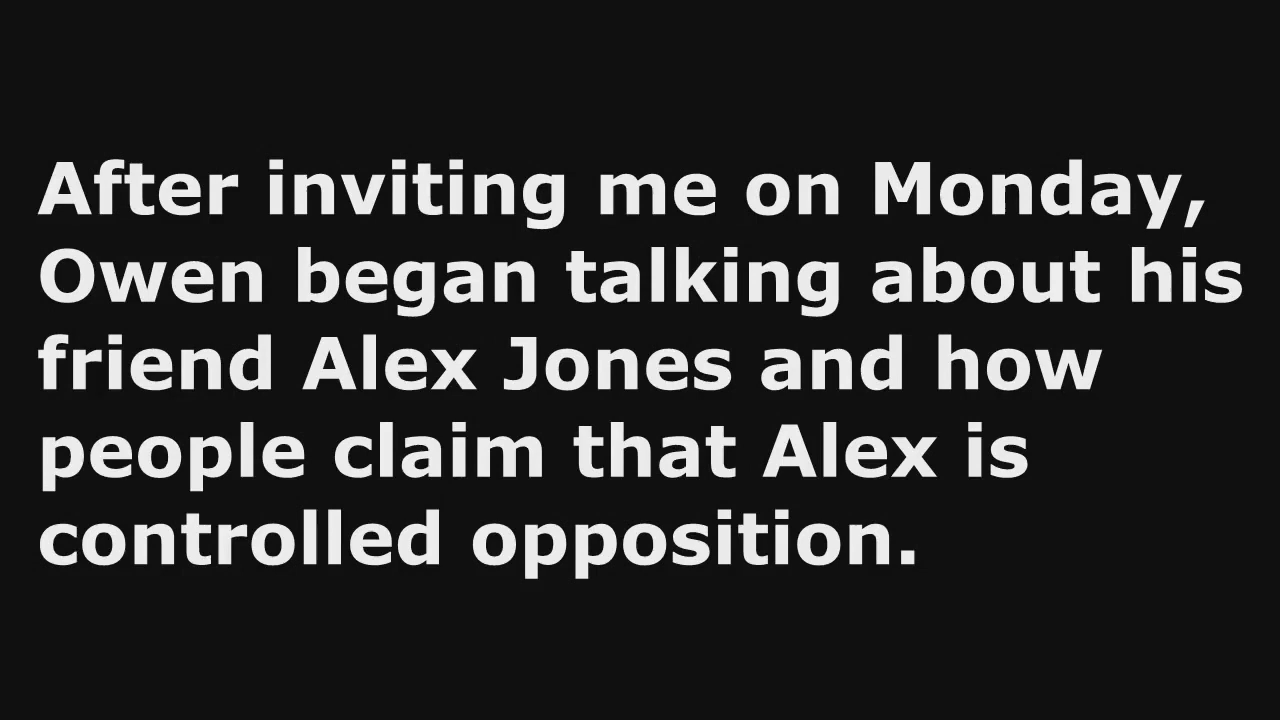 After inviting me on Monday,
Owen began talking about his
friend Alex Jones and how
people claim that Alex is
controlled opposition.